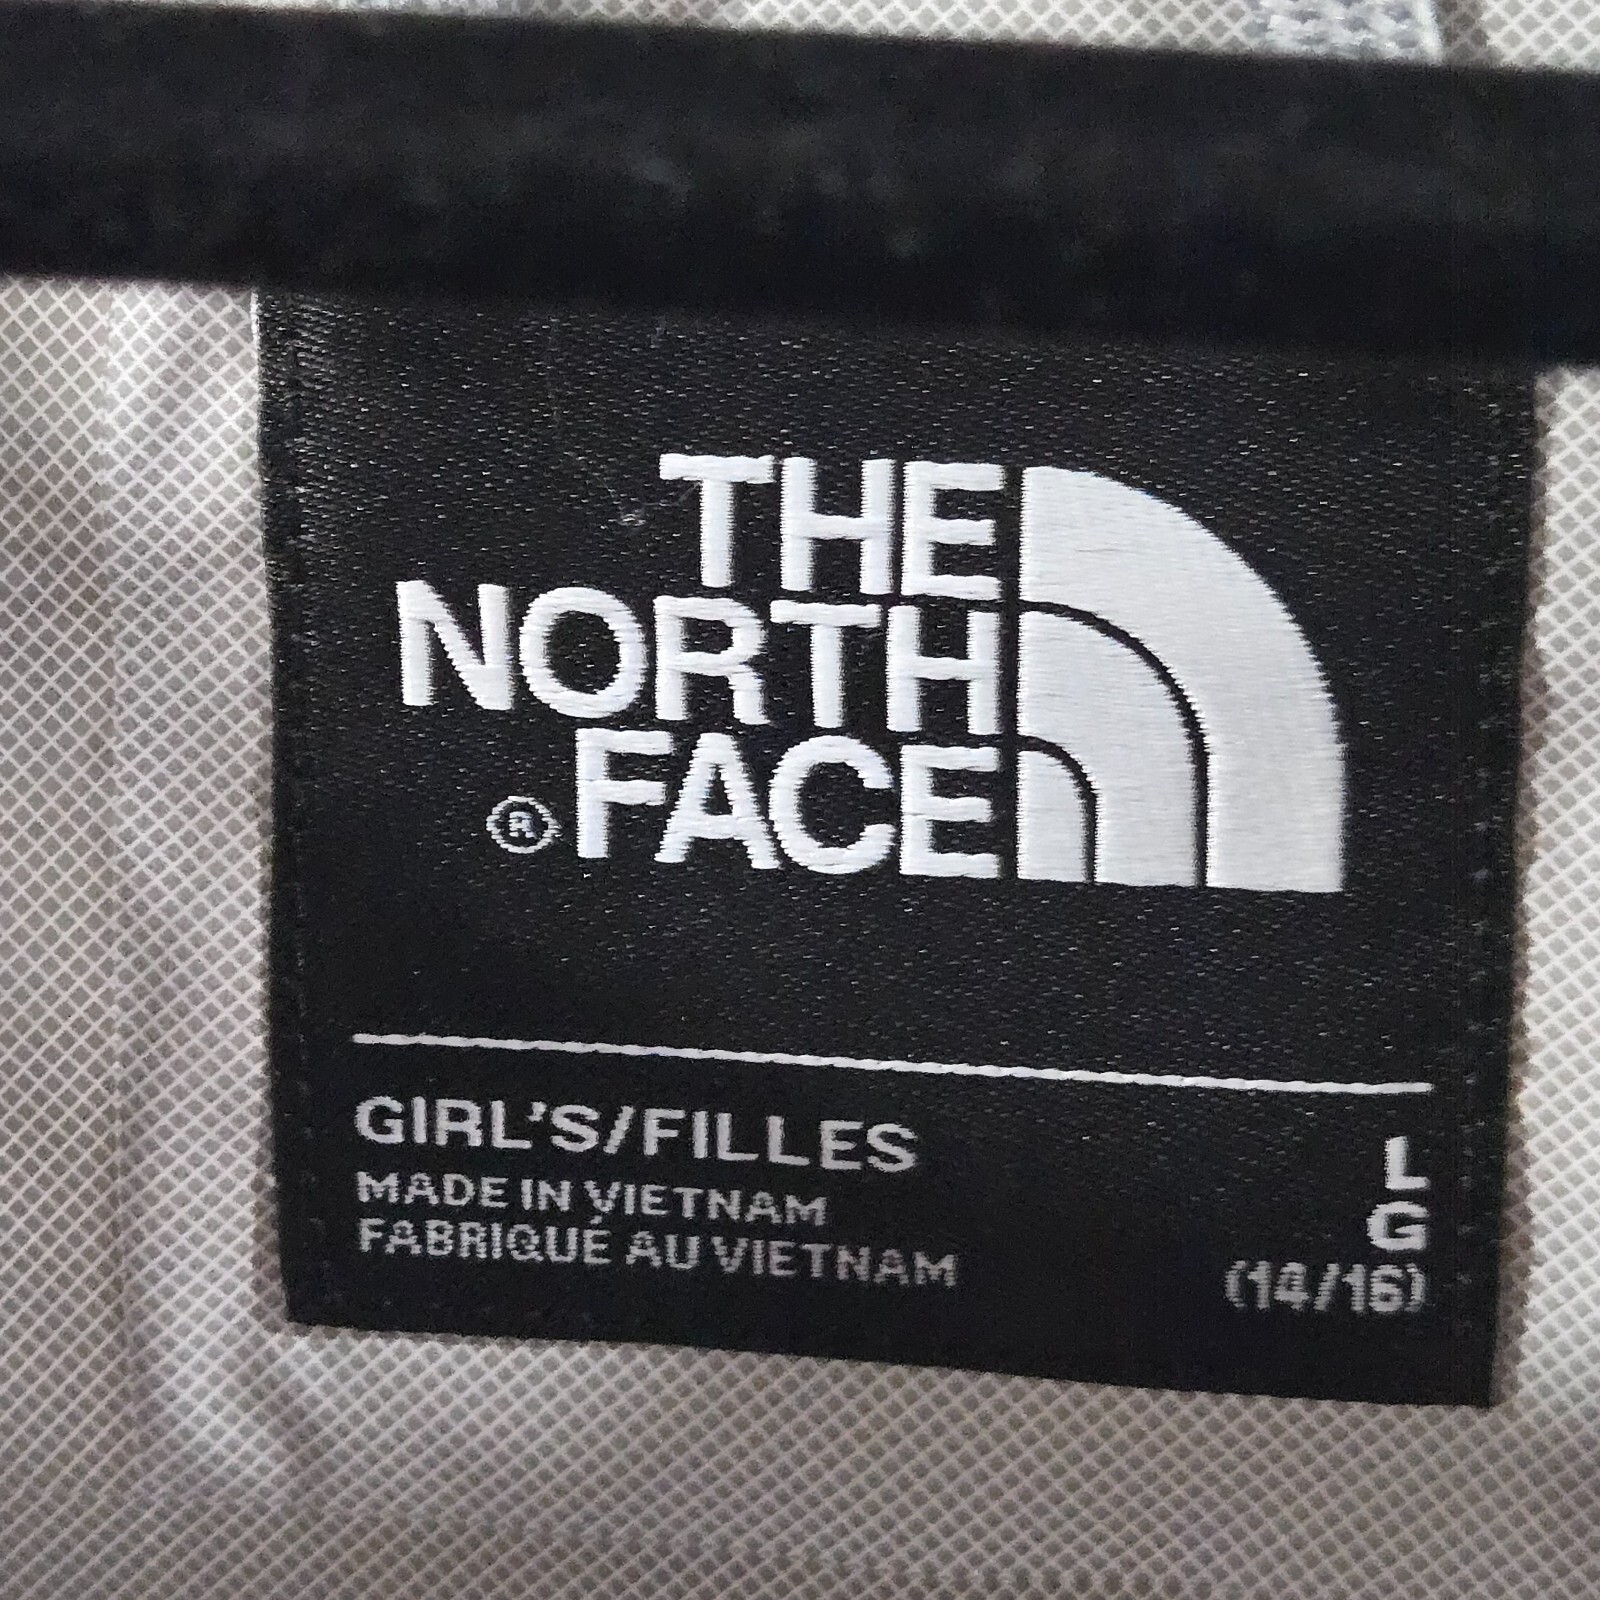 THE
NORTH
® FACE
GIRL'S/FILLES
MADE IN VIETNAM
FABRIQUÉ AU VIETNAM
L
G
(14/16)